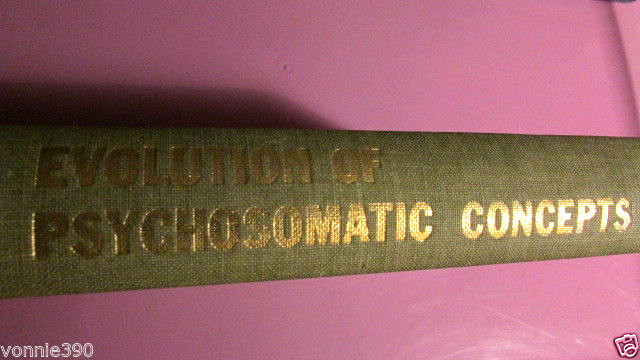 EVOLUTION OF
PSYCHOSOMATIC CONCEPTS
vonnie390